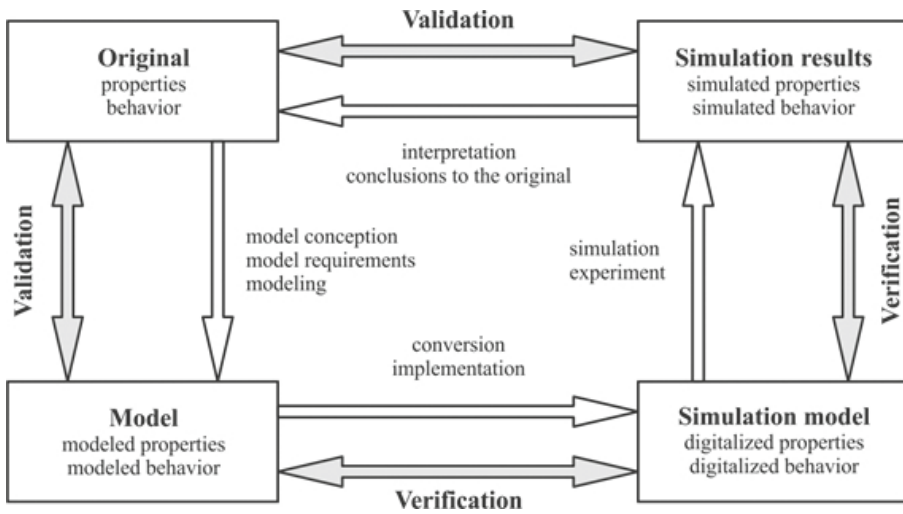 Validation
Original
properties
behavior
Simulation results
simulated properties
simulated behavior
interpretation
conclusions to the original
Validation
model conception
model requirements
modeling
simulation
experiment
Verification
conversion
implementation
Model
modeled properties
modeled behavior
Simulation model
digitalized properties
digitalized behavior
Verification